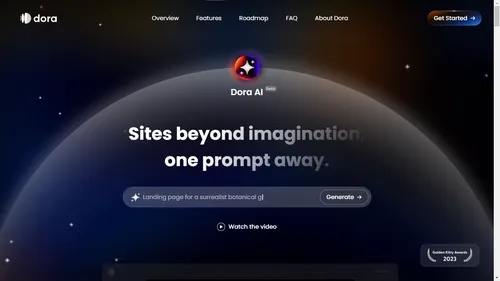 dora
Overview
Features
Roadmap
FAQ
About Dora
Get Started →
Dora AI Beta
Sites beyond imagination,
one prompt away.
Landing page for a surrealist botanical g
Generate →
Watch the video
Golden Kitty Awards
2023